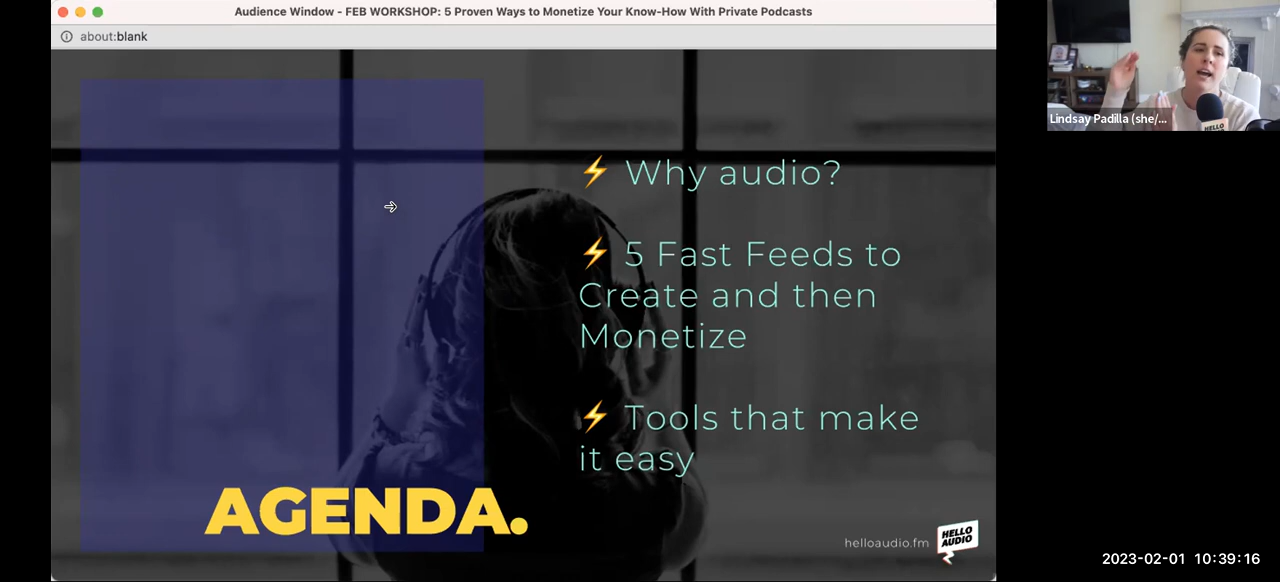 Audience Window - FEB WORKSHOP: 5 Proven Ways to Monetize Your Know-How With Private Podcasts
about:blank
Lindsay Padilla (she/...
HELLO
⚡ Why audio?
⚡ 5 Fast Feeds to
Create and then
Monetize
⚡ Tools that make
it easy
AGENDA.
helloaudio.fm
HELLO
AUDIO
2023-02-01 10:39:16